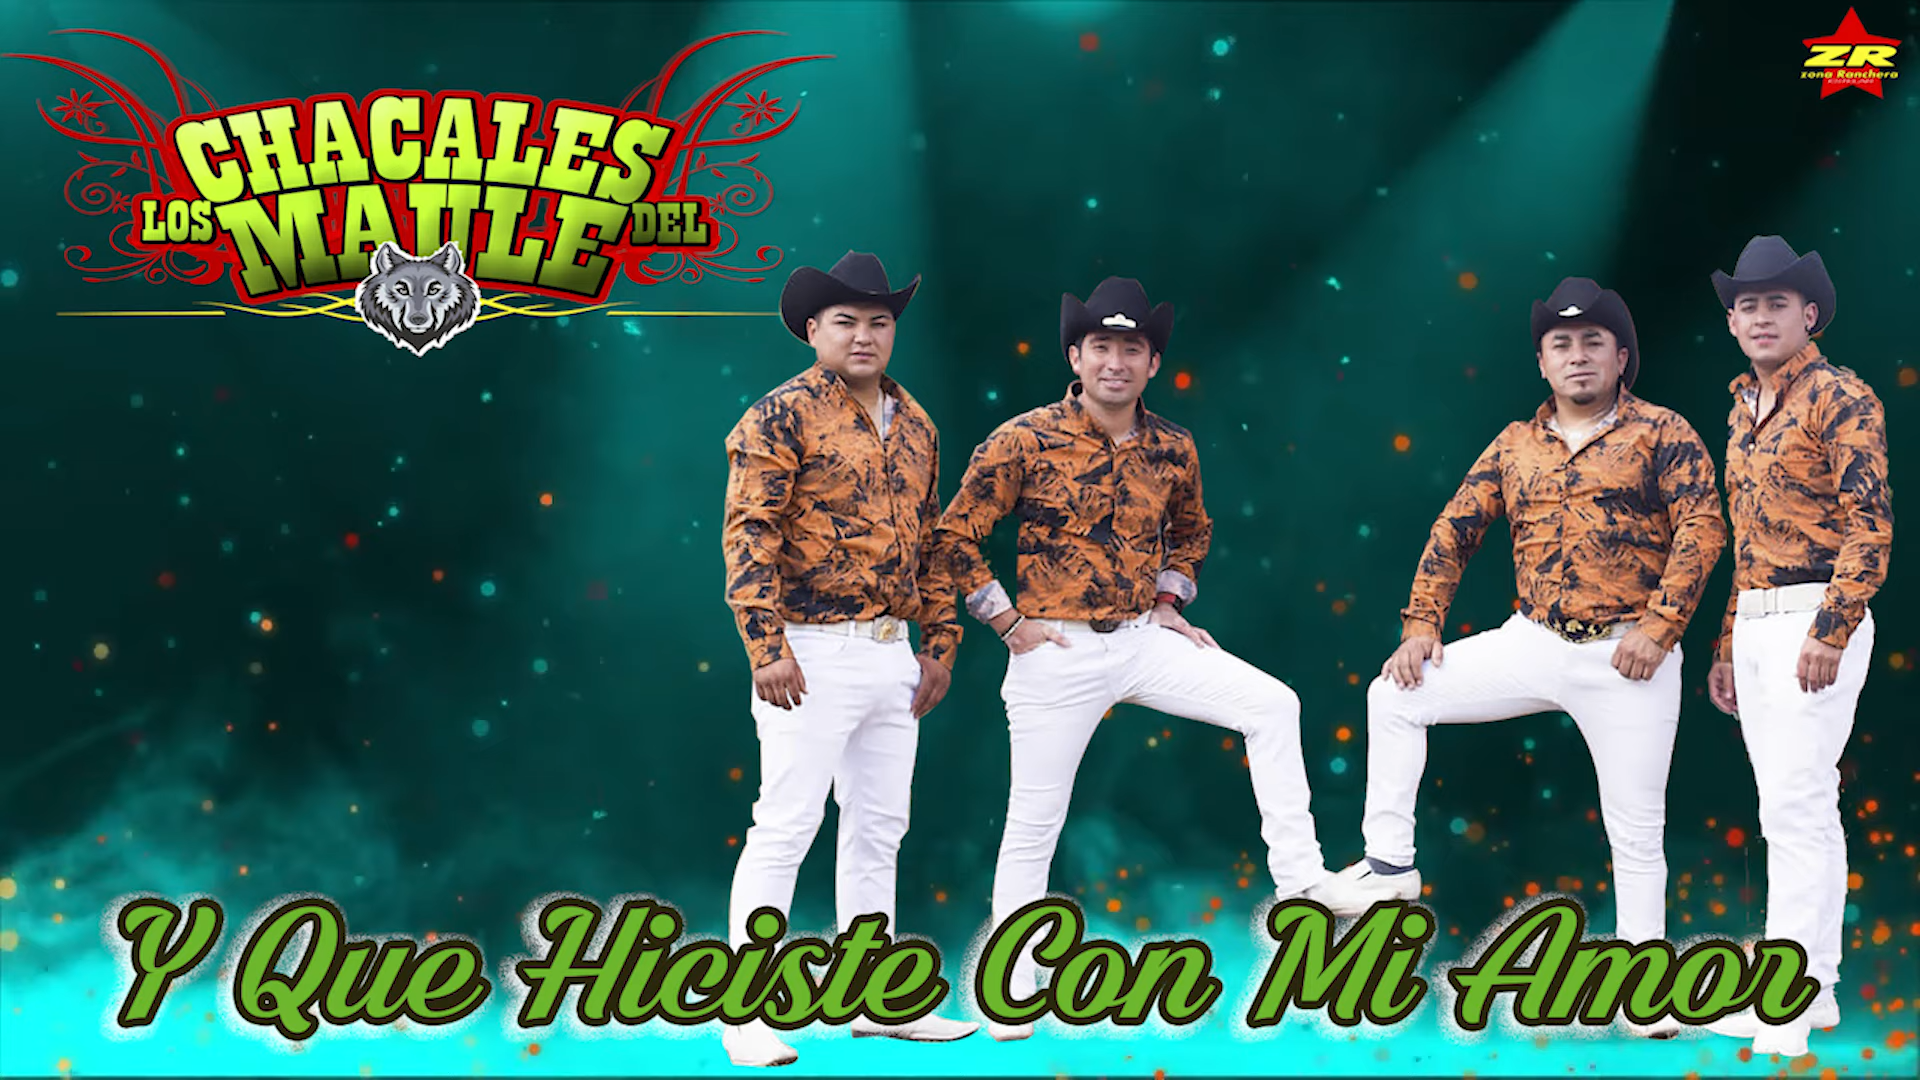 CHACALES
LOS MAULE DEL
ZR
zona Ranchera
Y Que Hiciste Con Mi Amor